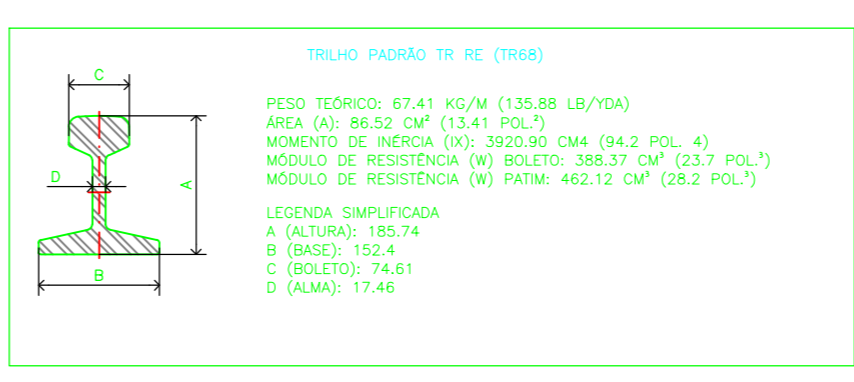 TRILHO PADRÃO TR RE (TR68)
C
PESO TEÓRICO: 67.41 KG/M (135.88 LB/YDA)
ÁREA (A): 86.52 CM² (13.41 POL.²)
MOMENTO DE INÉRCIA (IX): 3920.90 CM4 (94.2 POL. 4)
MÓDULO DE RESISTÊNCIA (W) BOLETO: 388.37 CM³ (23.7 POL.³)
D
A
MÓDULO DE RESISTÊNCIA (W) PATIM: 462.12 CM³ (28.2 POL.³)
LEGENDA SIMPLIFICADA
A (ALTURA): 185.74
B (BASE): 152.4
B
C (BOLETO): 74.61
D (ALMA): 17.46